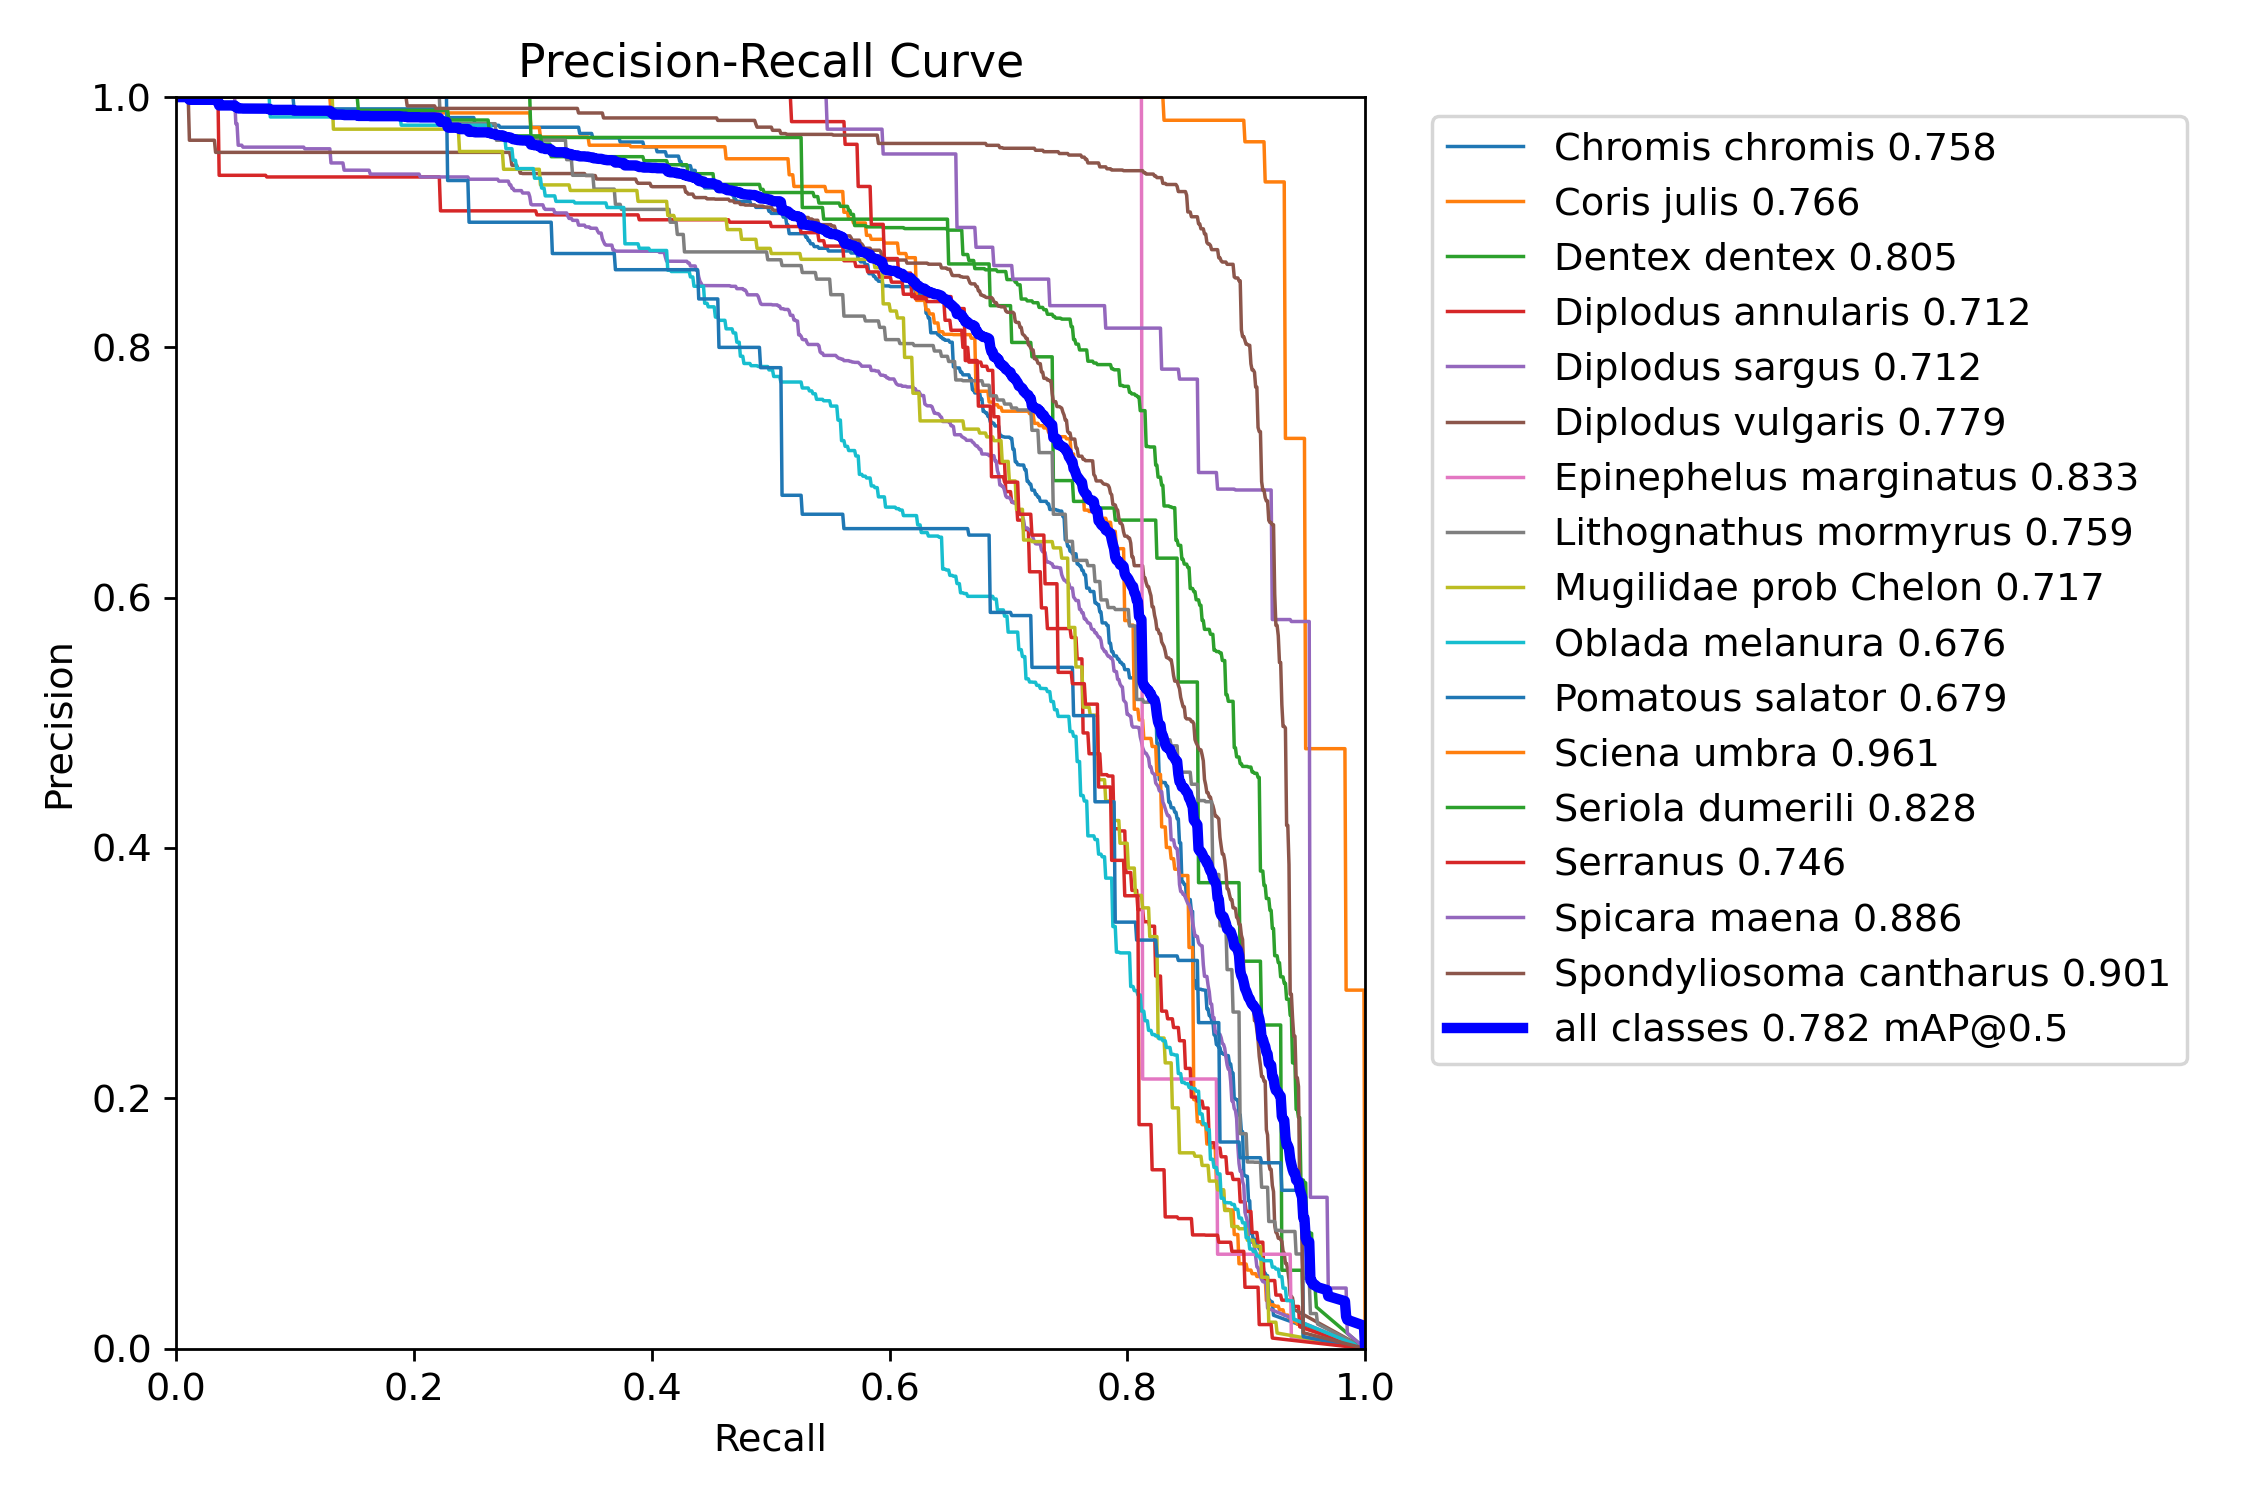 Precision-Recall Curve
1.0
0.8
0.6
0.4
0.2
0.0
Precision
0.0 0.2 0.4 0.6 0.8 1.0
Recall
Chromis chromis 0.758
Coris julis 0.766
Dentex dentex 0.805
Diplodus annularis 0.712
Diplodus sargus 0.712
Diplodus vulgaris 0.779
Epinephelus marginatus 0.833
Lithognathus mormyrus 0.759
Mugilidae prob Chelon 0.717
Oblada melanura 0.676
Pomatous salator 0.679
Sciena umbra 0.961
Seriola dumerili 0.828
Serranus 0.746
Spicara maena 0.886
Spondyliosoma cantharus 0.901
all classes 0.782 mAP@0.5